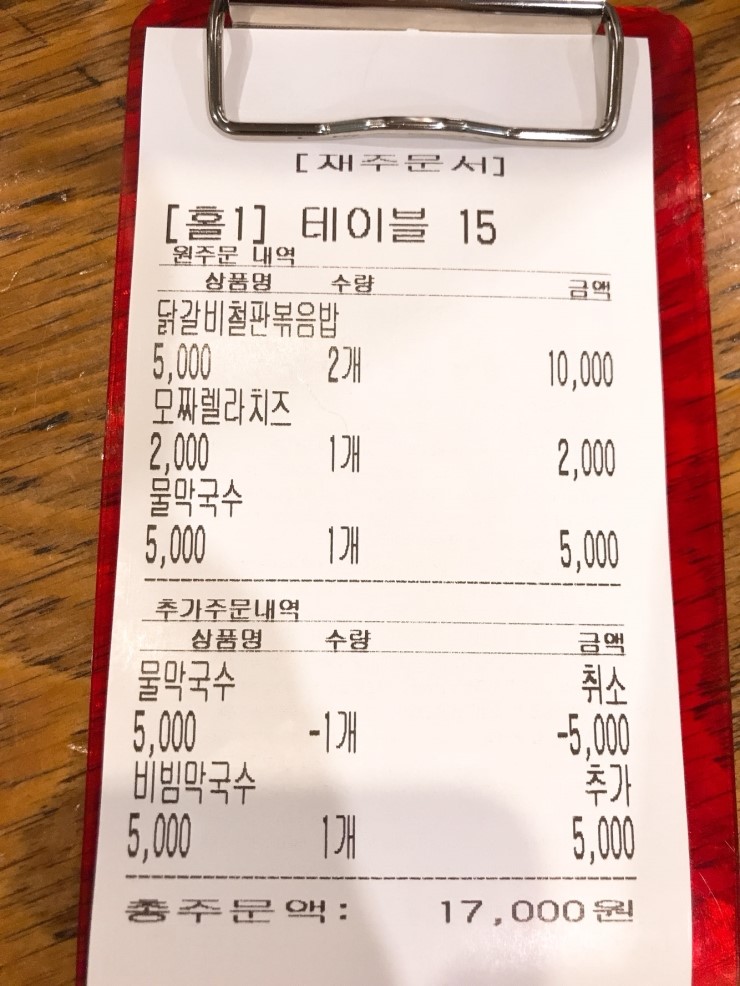 [재주문서]
[홀1] 테이블 15
원주문 내역
상품명 수량 금액
닭갈비철판볶음밥
5,000 2개 10,000
모짜렐라치즈
2,000 1개 2,000
물막국수
5,000 1개 5,000
추가주문내역
상품명 수량 금액
물막국수 취소
5,000 -1개 -5,000
비빔막국수 추가
5,000 1개 5,000
총주문액: 17,000원